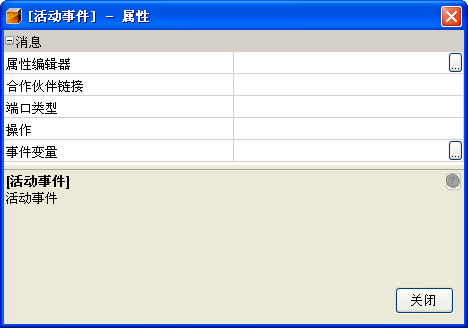 [活动事件] - 属性
消息
属性编辑器
...
合作伙伴链接
端口类型
操作
事件变量
...
[活动事件]
?
活动事件
关闭